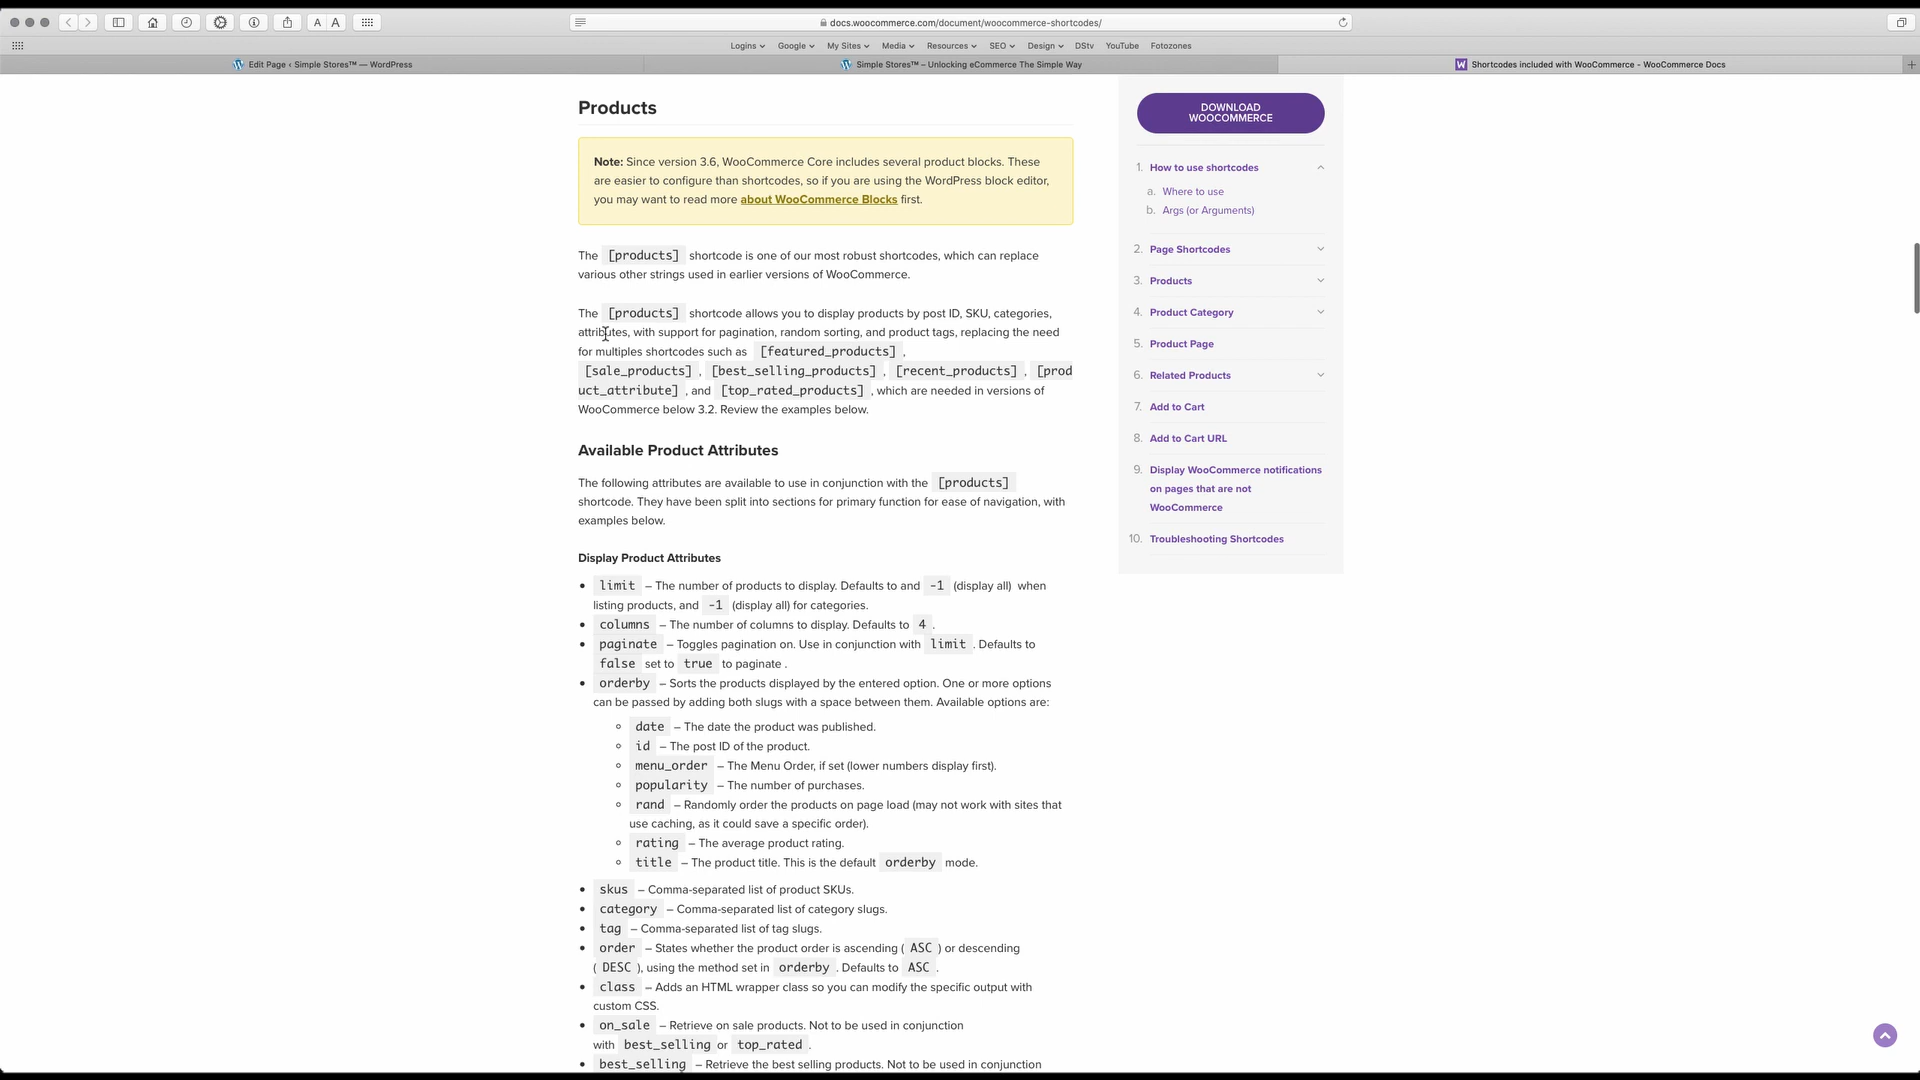 docs.woocommerce.com/document/woocommerce-shortcodes/
A A
Logins Google My Sites Media Resources SEO Design DStv YouTube Fotozones
Edit Page ‹ Simple Stores™ — WordPress
Simple Stores™ – Unlocking eCommerce The Simple Way
Shortcodes included with WooCommerce - WooCommerce Docs
Products
Note: Since version 3.6, WooCommerce Core includes several product blocks. These
are easier to configure than shortcodes, so if you are using the WordPress block editor,
you may want to read more about WooCommerce Blocks first.
The [products] shortcode is one of our most robust shortcodes, which can replace
various other strings used in earlier versions of WooCommerce.
The [products] shortcode allows you to display products by post ID, SKU, categories,
attributes, with support for pagination, random sorting, and product tags, replacing the need
for multiples shortcodes such as [featured_products] ,
[sale_products] , [best_selling_products] , [recent_products] , [prod
uct_attribute] , and [top_rated_products] , which are needed in versions of
WooCommerce below 3.2. Review the examples below.
Available Product Attributes
The following attributes are available to use in conjunction with the [products]
shortcode. They have been split into sections for primary function for ease of navigation, with
examples below.
Display Product Attributes
• limit – The number of products to display. Defaults to and -1 (display all) when
listing products, and -1 (display all) for categories.
• columns – The number of columns to display. Defaults to 4 .
• paginate – Toggles pagination on. Use in conjunction with limit . Defaults to
false set to true to paginate .
• orderby – Sorts the products displayed by the entered option. One or more options
can be passed by adding both slugs with a space between them. Available options are:
◦ date – The date the product was published.
◦ id – The post ID of the product.
◦ menu_order – The Menu Order, if set (lower numbers display first).
◦ popularity – The number of purchases.
◦ rand – Randomly order the products on page load (may not work with sites that
use caching, as it could save a specific order).
◦ rating – The average product rating.
◦ title – The product title. This is the default orderby mode.
• skus – Comma-separated list of product SKUs.
• category – Comma-separated list of category slugs.
• tag – Comma-separated list of tag slugs.
• order – States whether the product order is ascending ( ASC ) or descending
( DESC ), using the method set in orderby . Defaults to ASC .
• class – Adds an HTML wrapper class so you can modify the specific output with
custom CSS.
• on_sale – Retrieve on sale products. Not to be used in conjunction
with best_selling or top_rated .
• best_selling – Retrieve the best selling products. Not to be used in conjunction
DOWNLOAD
WOOCOMMERCE
1. How to use shortcodes
a. Where to use
b. Args (or Arguments)
2. Page Shortcodes
3. Products
4. Product Category
5. Product Page
6. Related Products
7. Add to Cart
8. Add to Cart URL
9. Display WooCommerce notifications
on pages that are not
WooCommerce
10. Troubleshooting Shortcodes